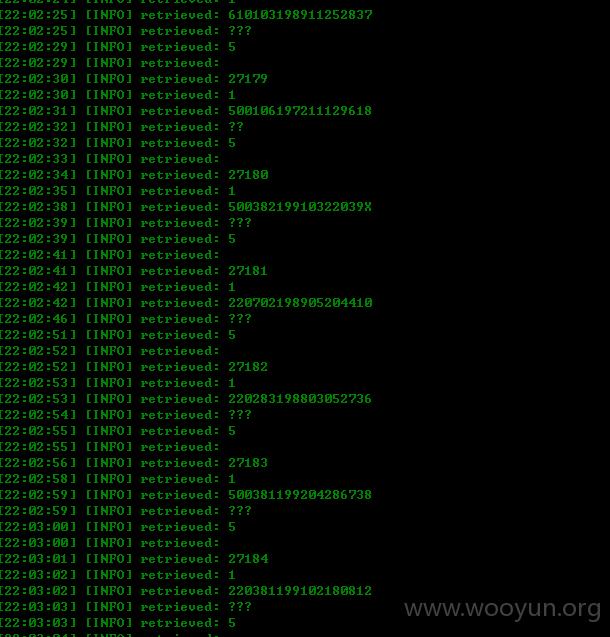 [22:02:25] [INFO] retrieved: 610103198911252837
[22:02:25] [INFO] retrieved: ???
[22:02:29] [INFO] retrieved: 5
[22:02:29] [INFO] retrieved:
[22:02:30] [INFO] retrieved: 27179
[22:02:30] [INFO] retrieved: 1
[22:02:31] [INFO] retrieved: 500106197211129618
[22:02:32] [INFO] retrieved: ??
[22:02:32] [INFO] retrieved: 5
[22:02:33] [INFO] retrieved:
[22:02:34] [INFO] retrieved: 27180
[22:02:35] [INFO] retrieved: 1
[22:02:38] [INFO] retrieved: 50038219910322039X
[22:02:39] [INFO] retrieved: ???
[22:02:39] [INFO] retrieved: 5
[22:02:41] [INFO] retrieved:
[22:02:41] [INFO] retrieved: 27181
[22:02:42] [INFO] retrieved: 1
[22:02:42] [INFO] retrieved: 220702198905204410
[22:02:46] [INFO] retrieved: ???
[22:02:51] [INFO] retrieved: 5
[22:02:52] [INFO] retrieved:
[22:02:52] [INFO] retrieved: 27182
[22:02:53] [INFO] retrieved: 1
[22:02:53] [INFO] retrieved: 220283198803052736
[22:02:54] [INFO] retrieved: ???
[22:02:55] [INFO] retrieved: 5
[22:02:55] [INFO] retrieved:
[22:02:56] [INFO] retrieved: 27183
[22:02:58] [INFO] retrieved: 1
[22:02:59] [INFO] retrieved: 500381199204286738
[22:02:59] [INFO] retrieved: ???
[22:03:00] [INFO] retrieved: 5
[22:03:00] [INFO] retrieved:
[22:03:01] [INFO] retrieved: 27184
[22:03:02] [INFO] retrieved: 1
[22:03:02] [INFO] retrieved: 220381199102180812
[22:03:03] [INFO] retrieved: ???
[22:03:03] [INFO] retrieved: 5
www.wooyun.org